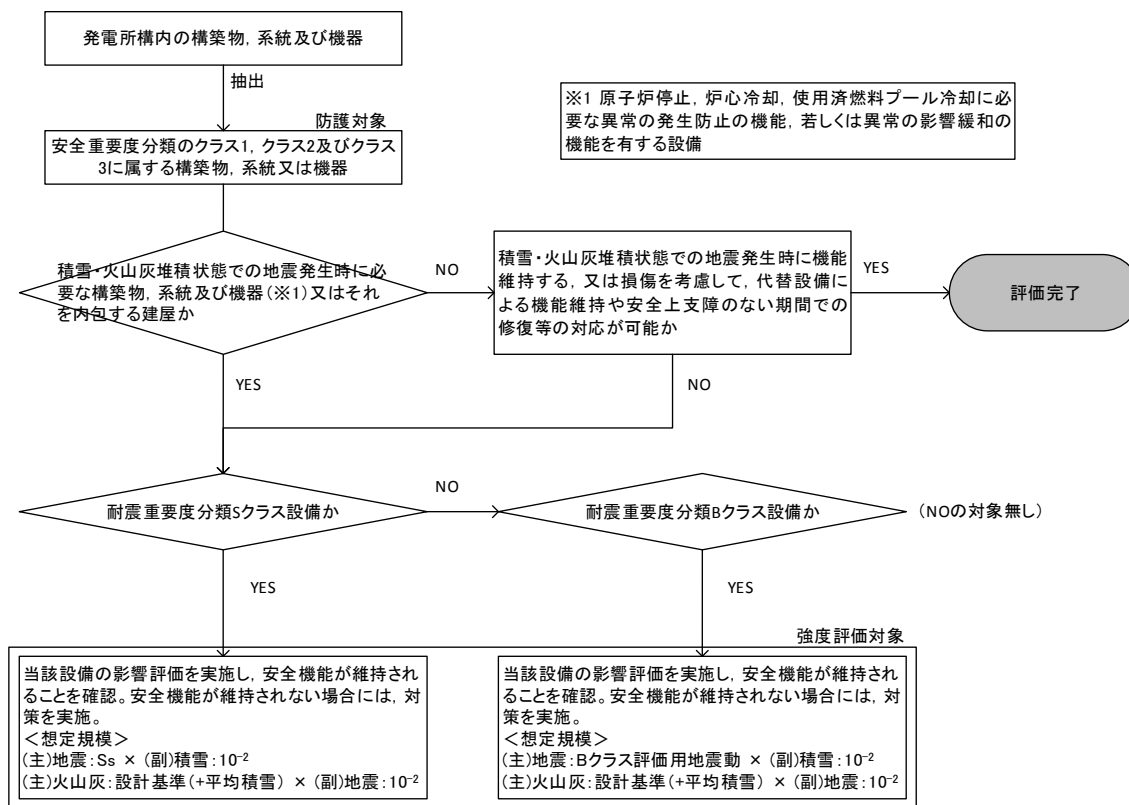 発電所構内の構築物，系統及び機器
抽出
※1 原子炉停止，炉心冷却，使用済燃料プール冷却に必
要な異常の発生防止の機能，若しくは異常の影響緩和の
機能を有する設備
防護対象
安全重要度分類のクラス1，クラス2及びクラス
3に属する構築物，系統又は機器
積雪・火山灰堆積状態での地震発生時に必
要な構築物，系統及び機器（※1）又はそれ
を内包する建屋か
NO
積雪・火山灰堆積状態での地震発生時に機能
維持する，又は損傷を考慮して，代替設備に
よる機能維持や安全上支障のない期間での
修復等の対応が可能か
YES
評価完了
YES
NO
耐震重要度分類Sクラス設備か
NO
耐震重要度分類Bクラス設備か
（NOの対象無し）
YES
YES
強度評価対象
当該設備の影響評価を実施し，安全機能が維持され
ることを確認。安全機能が維持されない場合には，対
策を実施。
＜想定規模＞
(主)地震：Ss × (副)積雪：10⁻²
(主)火山灰：設計基準（+平均積雪） × (副)地震：10⁻²
当該設備の影響評価を実施し，安全機能が維持され
ることを確認。安全機能が維持されない場合には，対
策を実施。
＜想定規模＞
(主)地震：Bクラス評価用地震動 × (副)積雪：10⁻²
(主)火山灰：設計基準（+平均積雪） × (副)地震：10⁻²